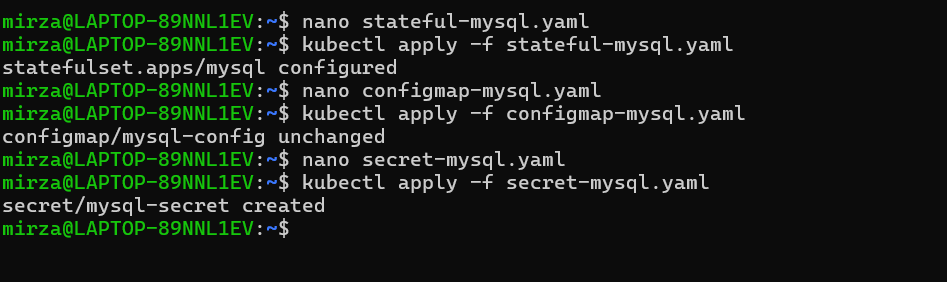 mirza@LAPTOP-89NNL1EV:~$ nano stateful-mysql.yaml
mirza@LAPTOP-89NNL1EV:~$ kubectl apply -f stateful-mysql.yaml
statefulset.apps/mysql configured
mirza@LAPTOP-89NNL1EV:~$ nano configmap-mysql.yaml
mirza@LAPTOP-89NNL1EV:~$ kubectl apply -f configmap-mysql.yaml
configmap/mysql-config unchanged
mirza@LAPTOP-89NNL1EV:~$ nano secret-mysql.yaml
mirza@LAPTOP-89NNL1EV:~$ kubectl apply -f secret-mysql.yaml
secret/mysql-secret created
mirza@LAPTOP-89NNL1EV:~$